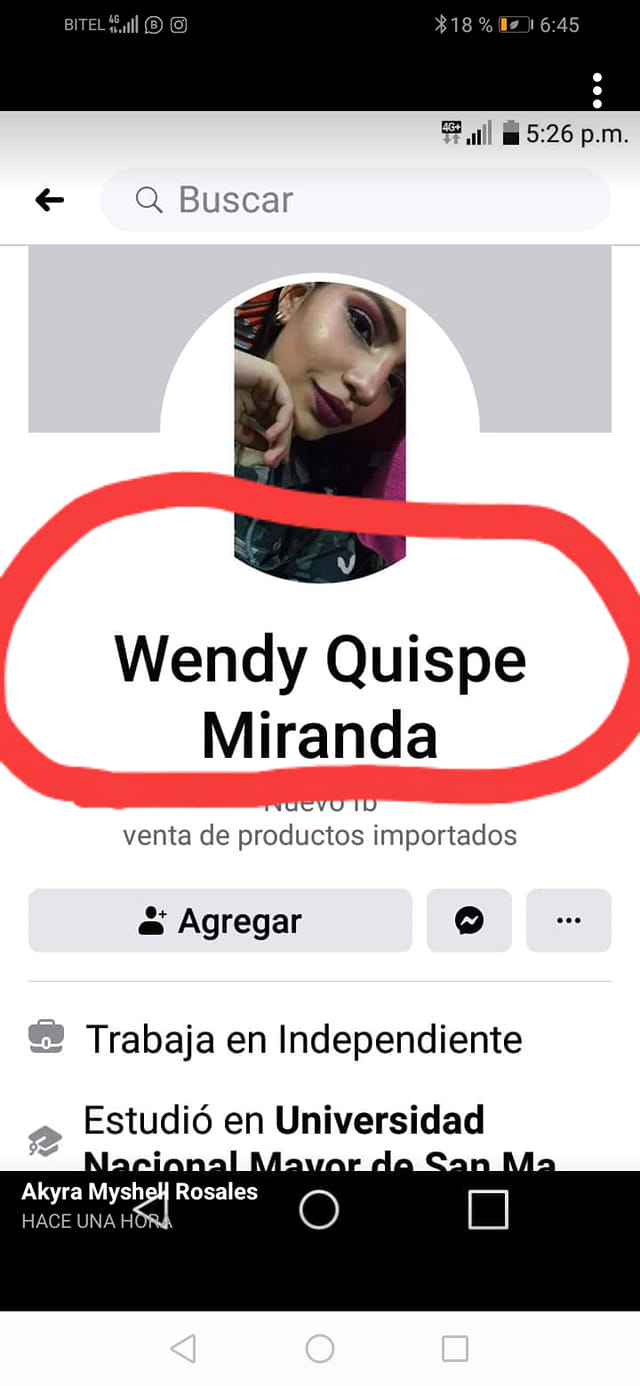 BITEL 4G 18 % 6:45
4G+ 5:26 p.m.
Buscar
Wendy Quispe
Miranda
Nuevo fb
venta de productos importados
Agregar
Trabaja en Independiente
Estudió en Universidad
Nacional Mayor de San Ma
Akyra Myshell Rosales
HACE UNA HORA